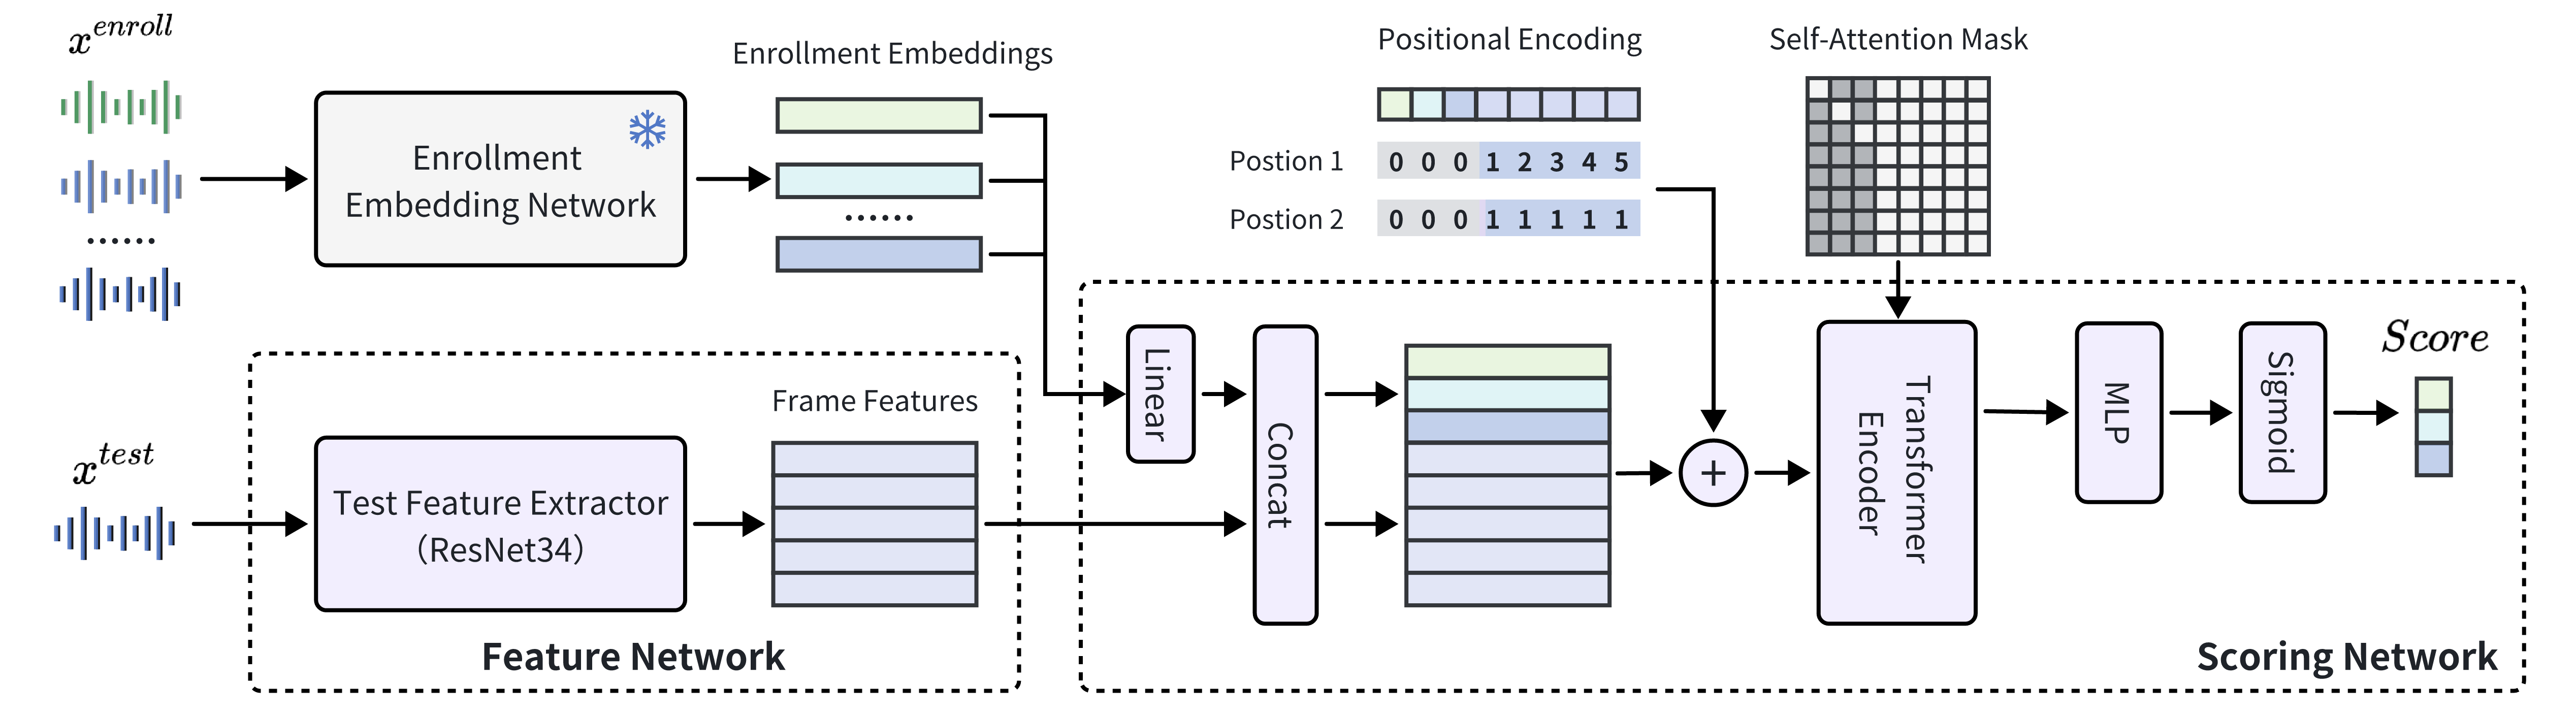 x^enroll
Enrollment
Embedding Network
Enrollment Embeddings
......
......
Positional Encoding
Postion 1 0 0 0 1 2 3 4 5
Postion 2 0 0 0 1 1 1 1 1
Self-Attention Mask
x^test
Test Feature Extractor
（ResNet34）
Frame Features
Feature Network
Linear
Concat
+
Transformer
Encoder
MLP
Sigmoid
Score
Scoring Network